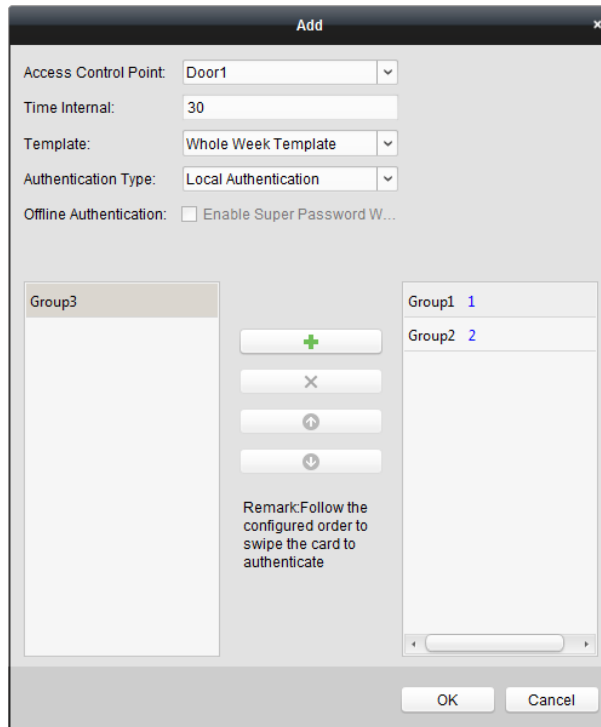 Add
Access Control Point: Door1
Time Internal: 30
Template: Whole Week Template
Authentication Type: Local Authentication
Offline Authentication: Enable Super Password W...
Group3
Group1 1
Group2 2
Remark:Follow the
configured order to
swipe the card to
authenticate
OK Cancel